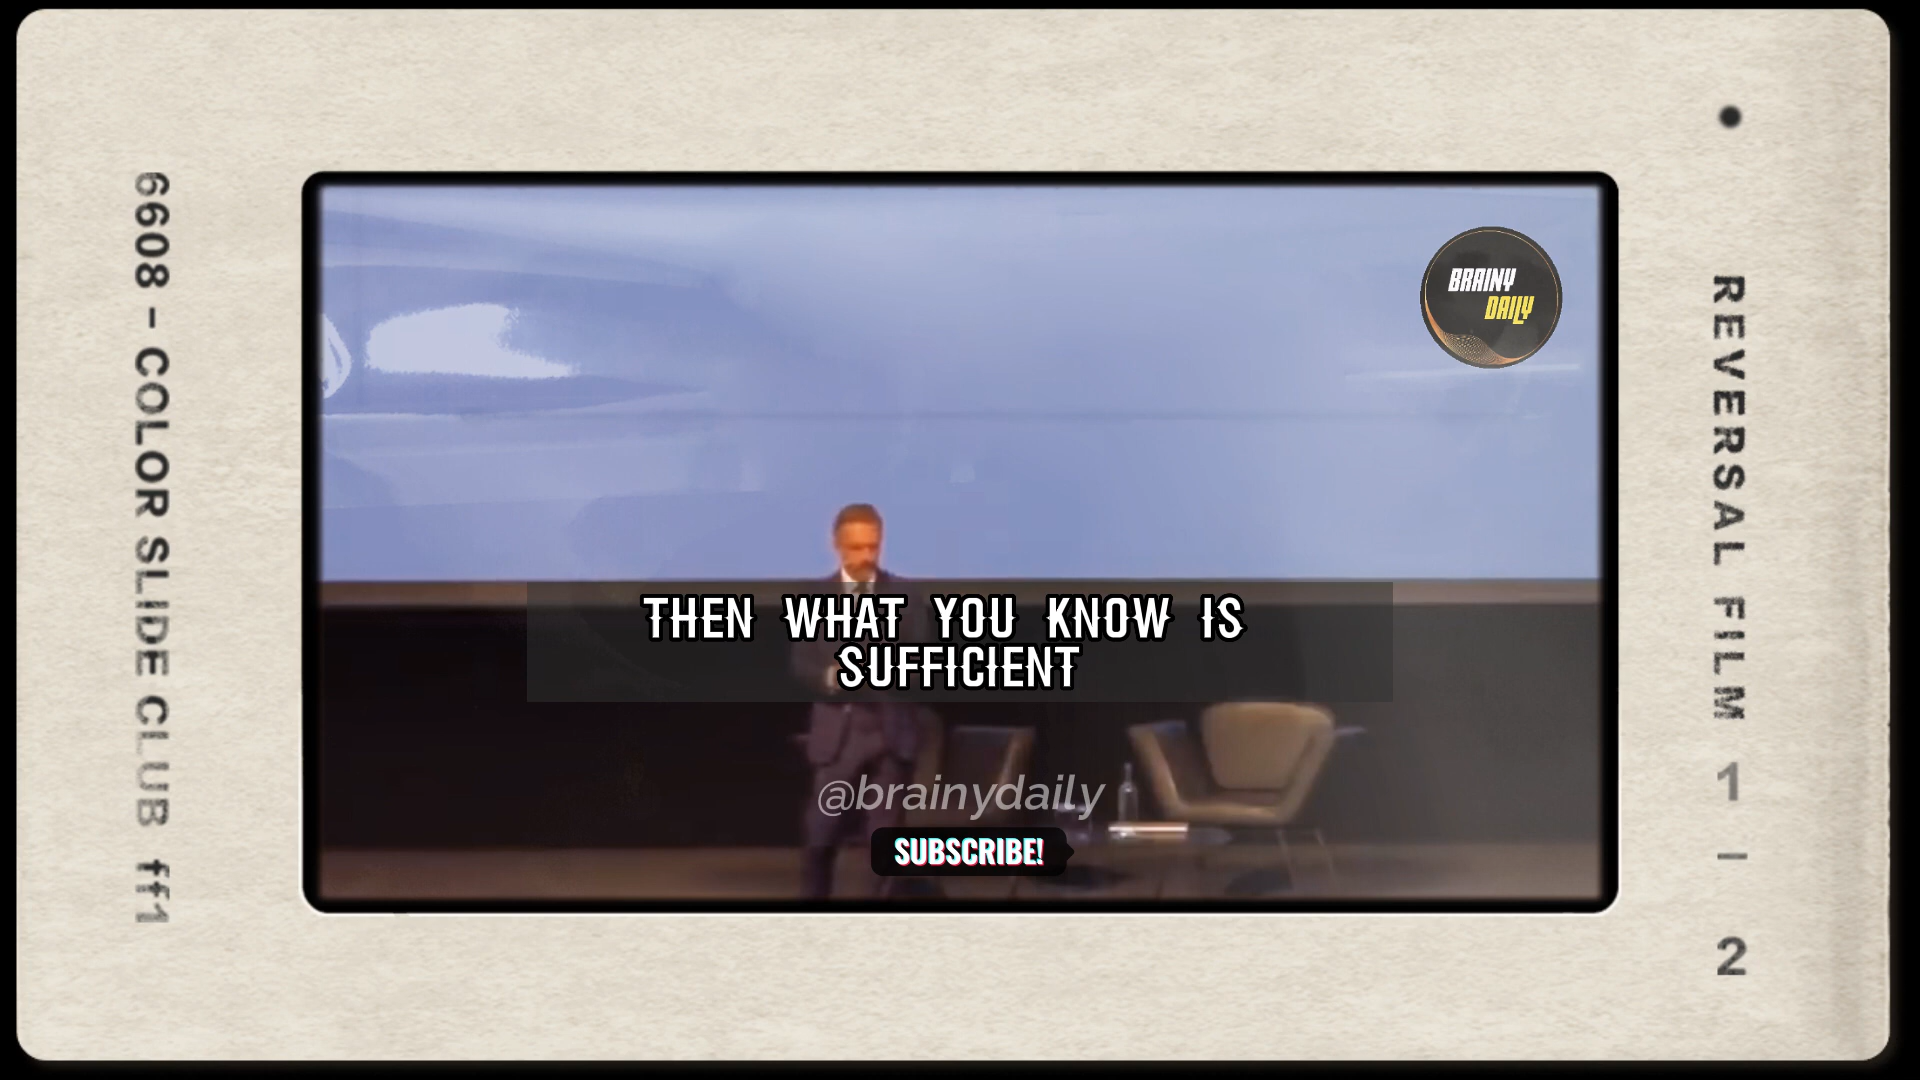 6608 - COLOR SLIDE CLUB ff1
BRAINY
DAILY
THEN WHAT YOU KNOW IS
SUFFICIENT
@brainydaily
SUBSCRIBE!
REVERSAL FILM 1 - 2